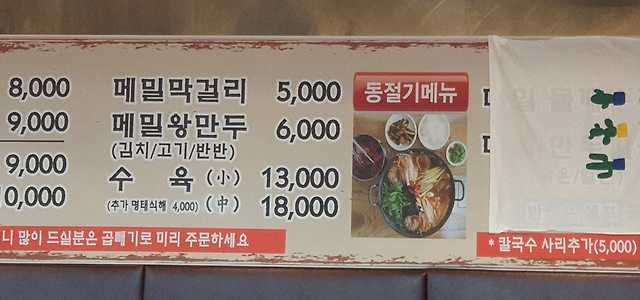 8,000
9,000
9,000
10,000
메밀막걸리 5,000
메밀왕만두 6,000
(김치/고기/반반)
수 육 (小) 13,000
(추가 명태식해 4,000) (中) 18,000
니 많이 드실분은 곱빼기로 미리 주문하세요
동절기메뉴
* 칼국수 사리추가(5,000)